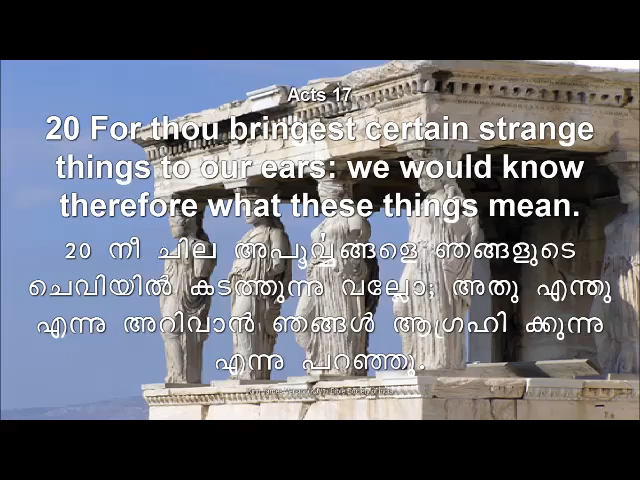 Acts 17
20 For thou bringest certain strange
things to our ears: we would know
therefore what these things mean.
20 നീ ചില അപൂൎവ്വങ്ങളെ ഞങ്ങളുടെ
ചെവിയിൽ കടത്തുന്നു വല്ലോ; അതു എന്തു
എന്നു അറിവാൻ ഞങ്ങൾ ആഗ്രഹി ക്കുന്നു
എന്നു പറഞ്ഞു.